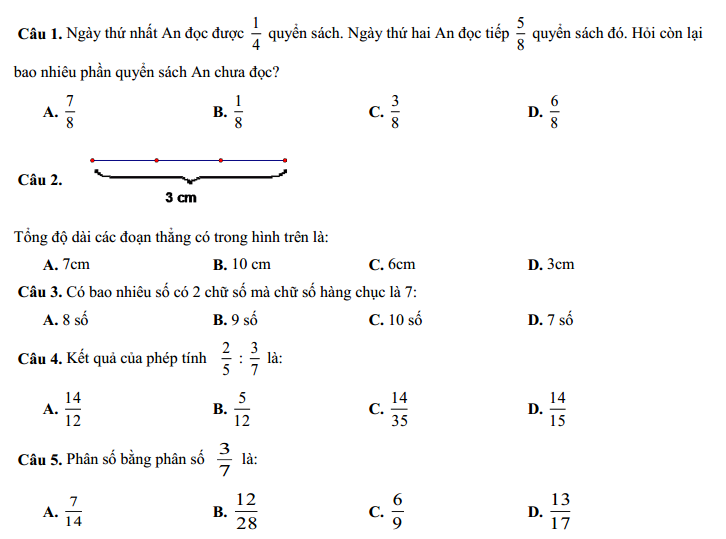 Câu 1. Ngày thứ nhất An đọc được 1/4 quyển sách. Ngày thứ hai An đọc tiếp 5/8 quyển sách đó. Hỏi còn lại
bao nhiêu phần quyển sách An chưa đọc?
A. 7/8 B. 1/8 C. 3/8 D. 6/8
Câu 2.
3 cm
Tổng độ dài các đoạn thẳng có trong hình trên là:
A. 7cm B. 10 cm C. 6cm D. 3cm
Câu 3. Có bao nhiêu số có 2 chữ số mà chữ số hàng chục là 7:
A. 8 số B. 9 số C. 10 số D. 7 số
Câu 4. Kết quả của phép tính 2/5 : 3/7 là:
A. 14/12 B. 5/12 C. 14/35 D. 14/15
Câu 5. Phân số bằng phân số 3/7 là:
A. 7/14 B. 12/28 C. 6/9 D. 13/17